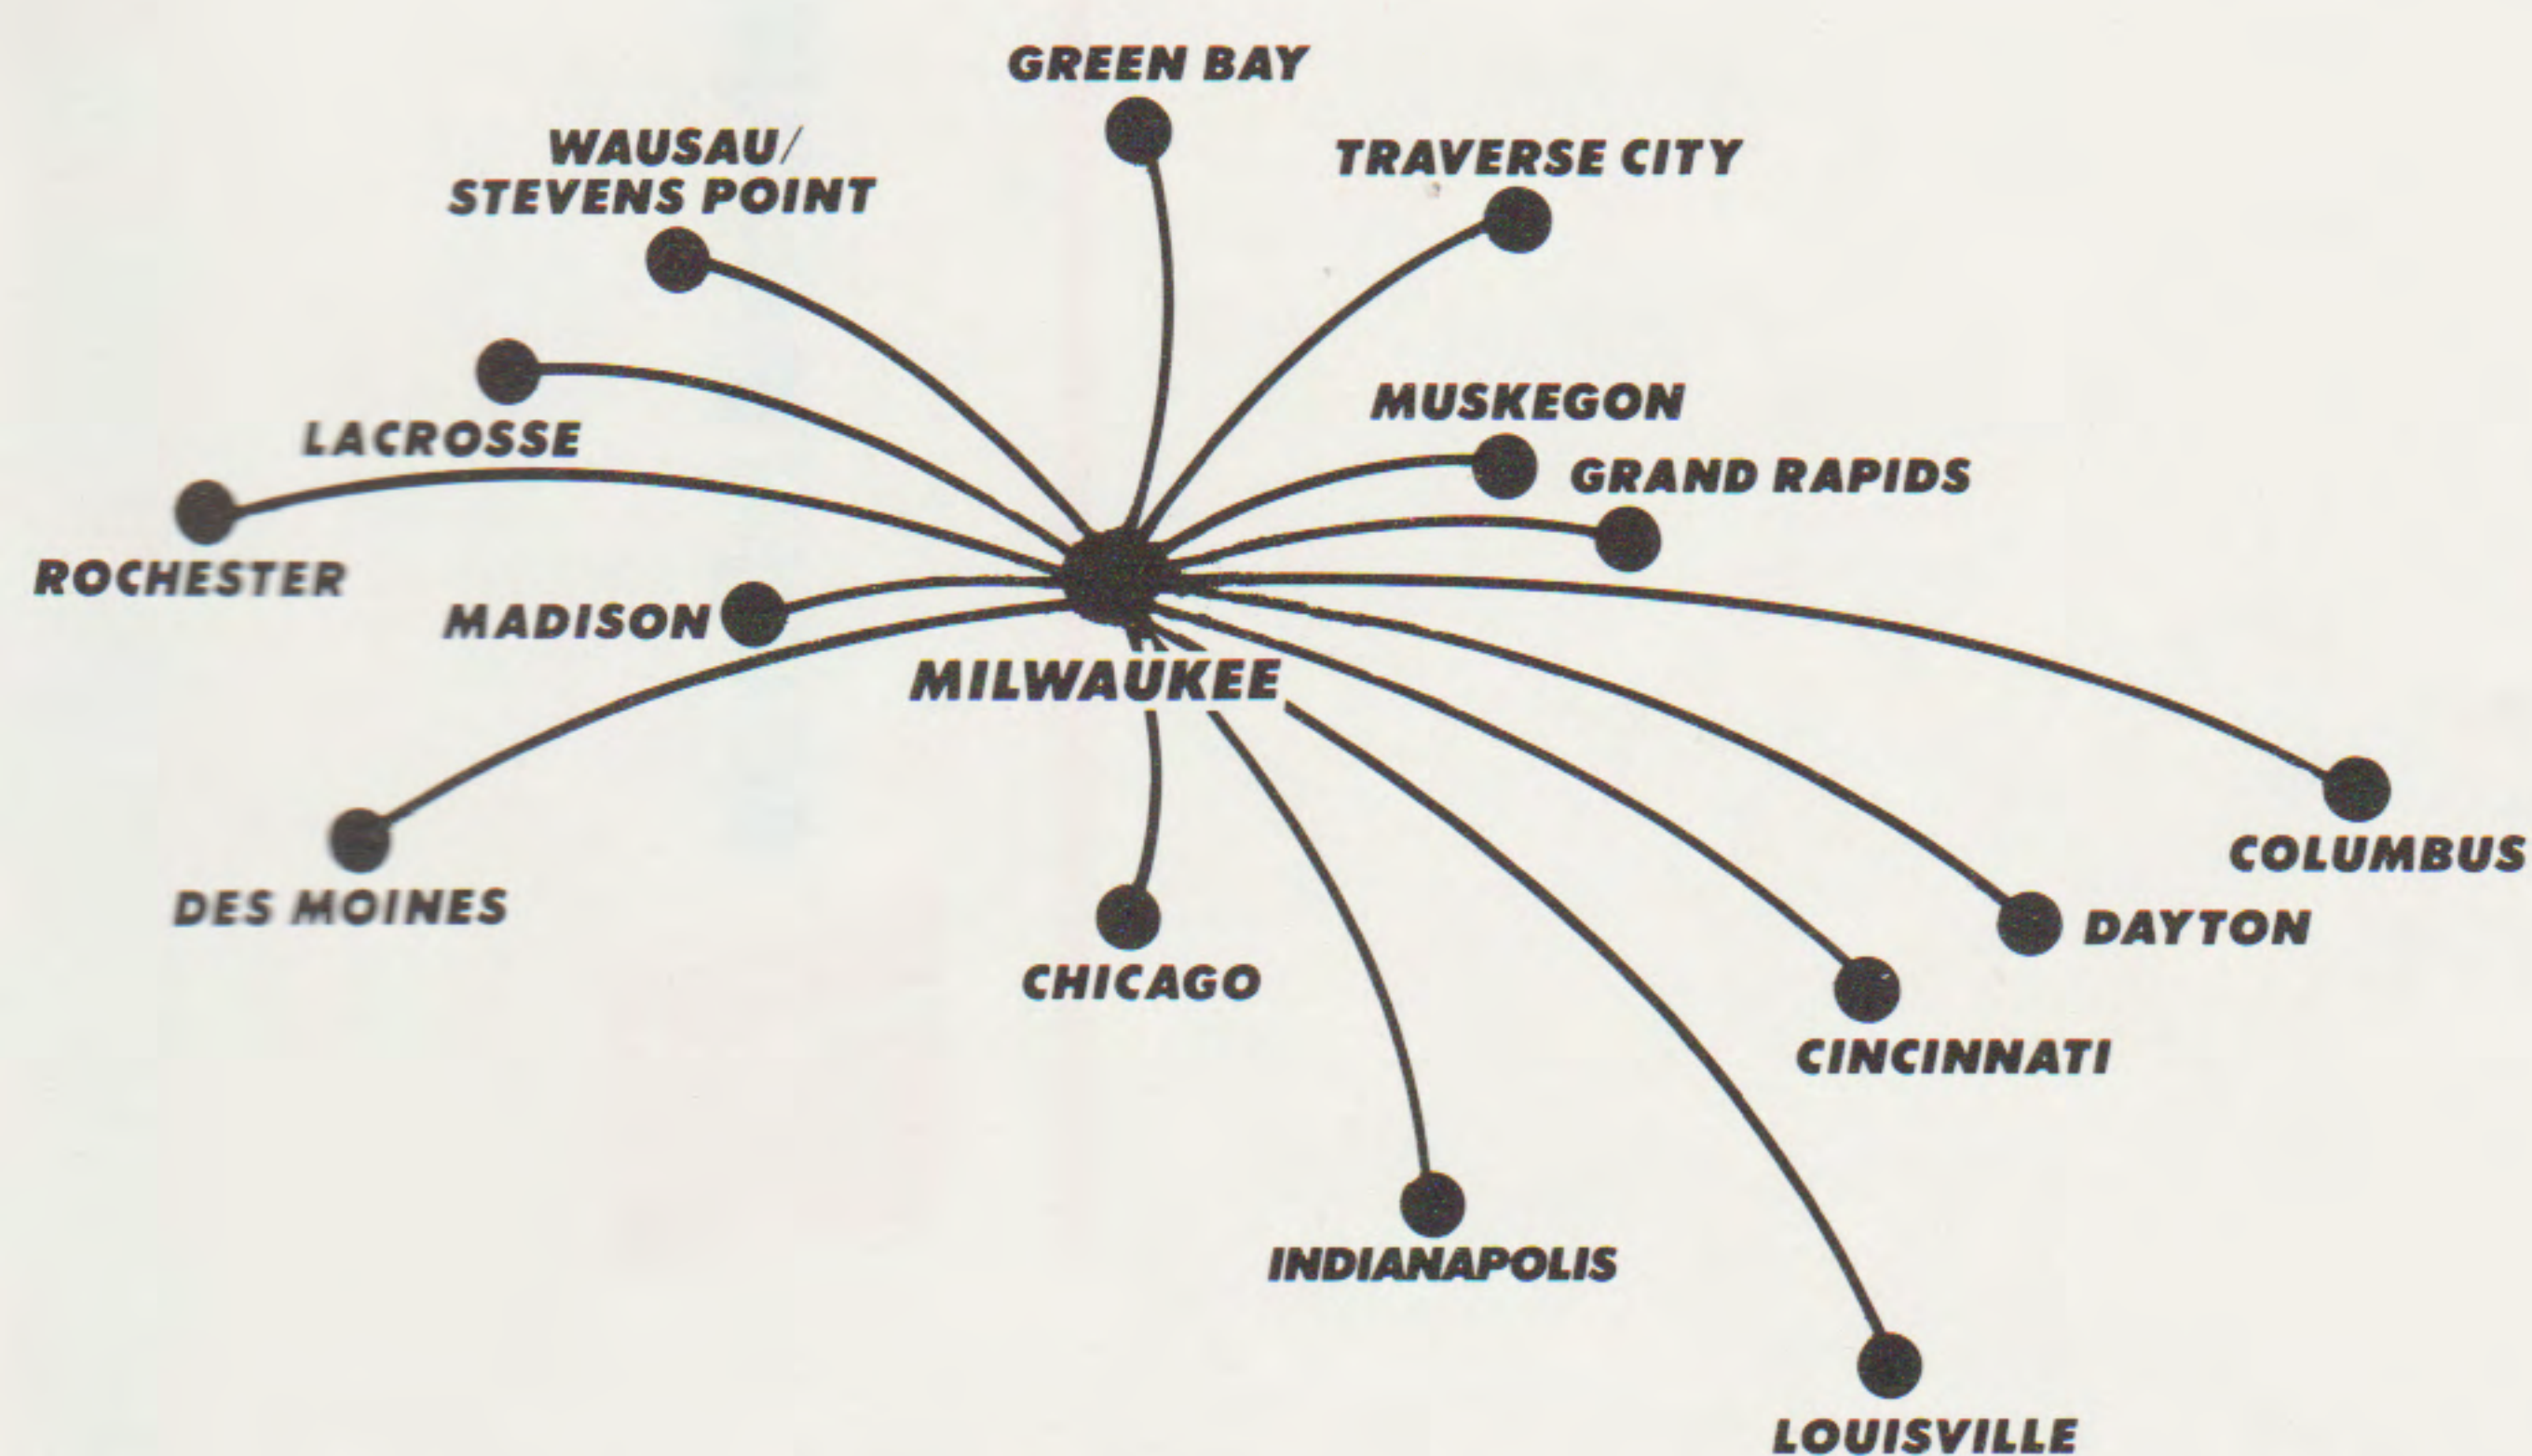 GREEN BAY
WAUSAU/
STEVENS POINT
TRAVERSE CITY
MUSKEGON
LACROSSE
GRAND RAPIDS
ROCHESTER
MADISON
MILWAUKEE
COLUMBUS
DES MOINES
DAYTON
CHICAGO
CINCINNATI
INDIANAPOLIS
LOUISVILLE